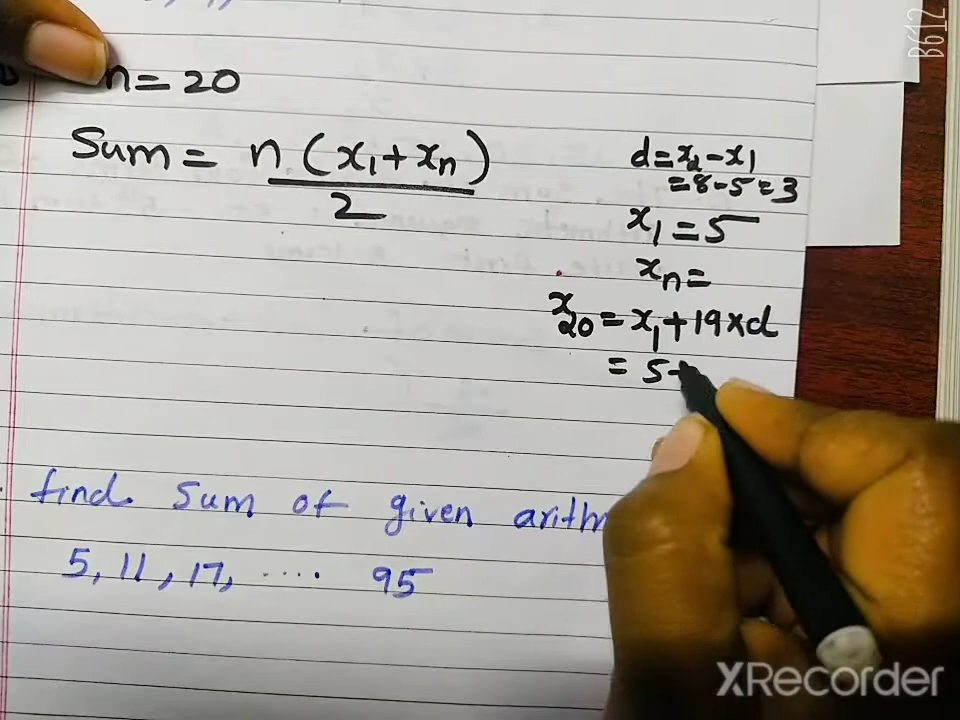 n = 20
Sum = n (x₁ + xₙ)
2
d = x₂ - x₁
= 8 - 5 = 3
x₁ = 5
xₙ =
x₂₀ = x₁ + 19 × d
= 5 +
find sum of given arith
5, 11, 17, .... 95
B612
XRecorder